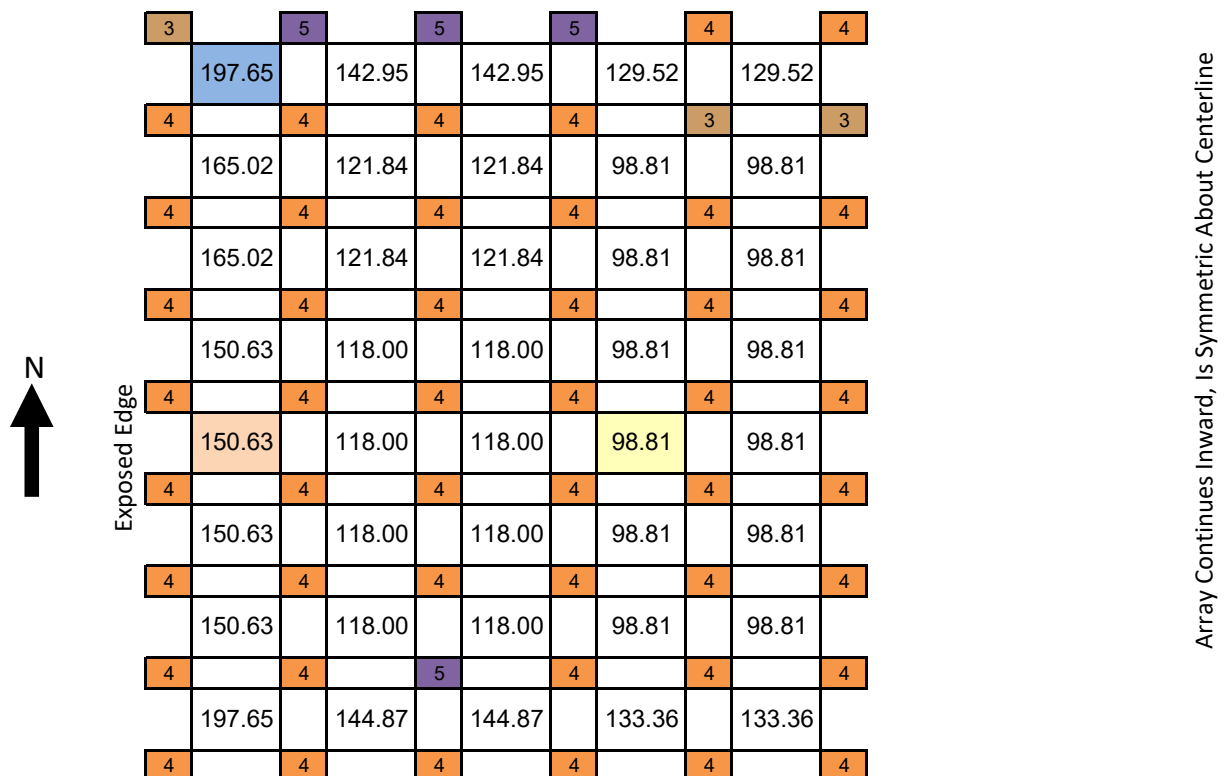 3 5 5 5 4 4
197.65 142.95 142.95 129.52 129.52
4 4 4 4 3 3
165.02 121.84 121.84 98.81 98.81
4 4 4 4 4 4
165.02 121.84 121.84 98.81 98.81
4 4 4 4 4 4
150.63 118.00 118.00 98.81 98.81
4 4 4 4 4 4
150.63 118.00 118.00 98.81 98.81
4 4 4 4 4 4
150.63 118.00 118.00 98.81 98.81
4 4 4 4 4 4
150.63 118.00 118.00 98.81 98.81
4 4 5 4 4 4
197.65 144.87 144.87 133.36 133.36
4 4 4 4 4 4
N
Exposed Edge
Array Continues Inward, Is Symmetric About Centerline